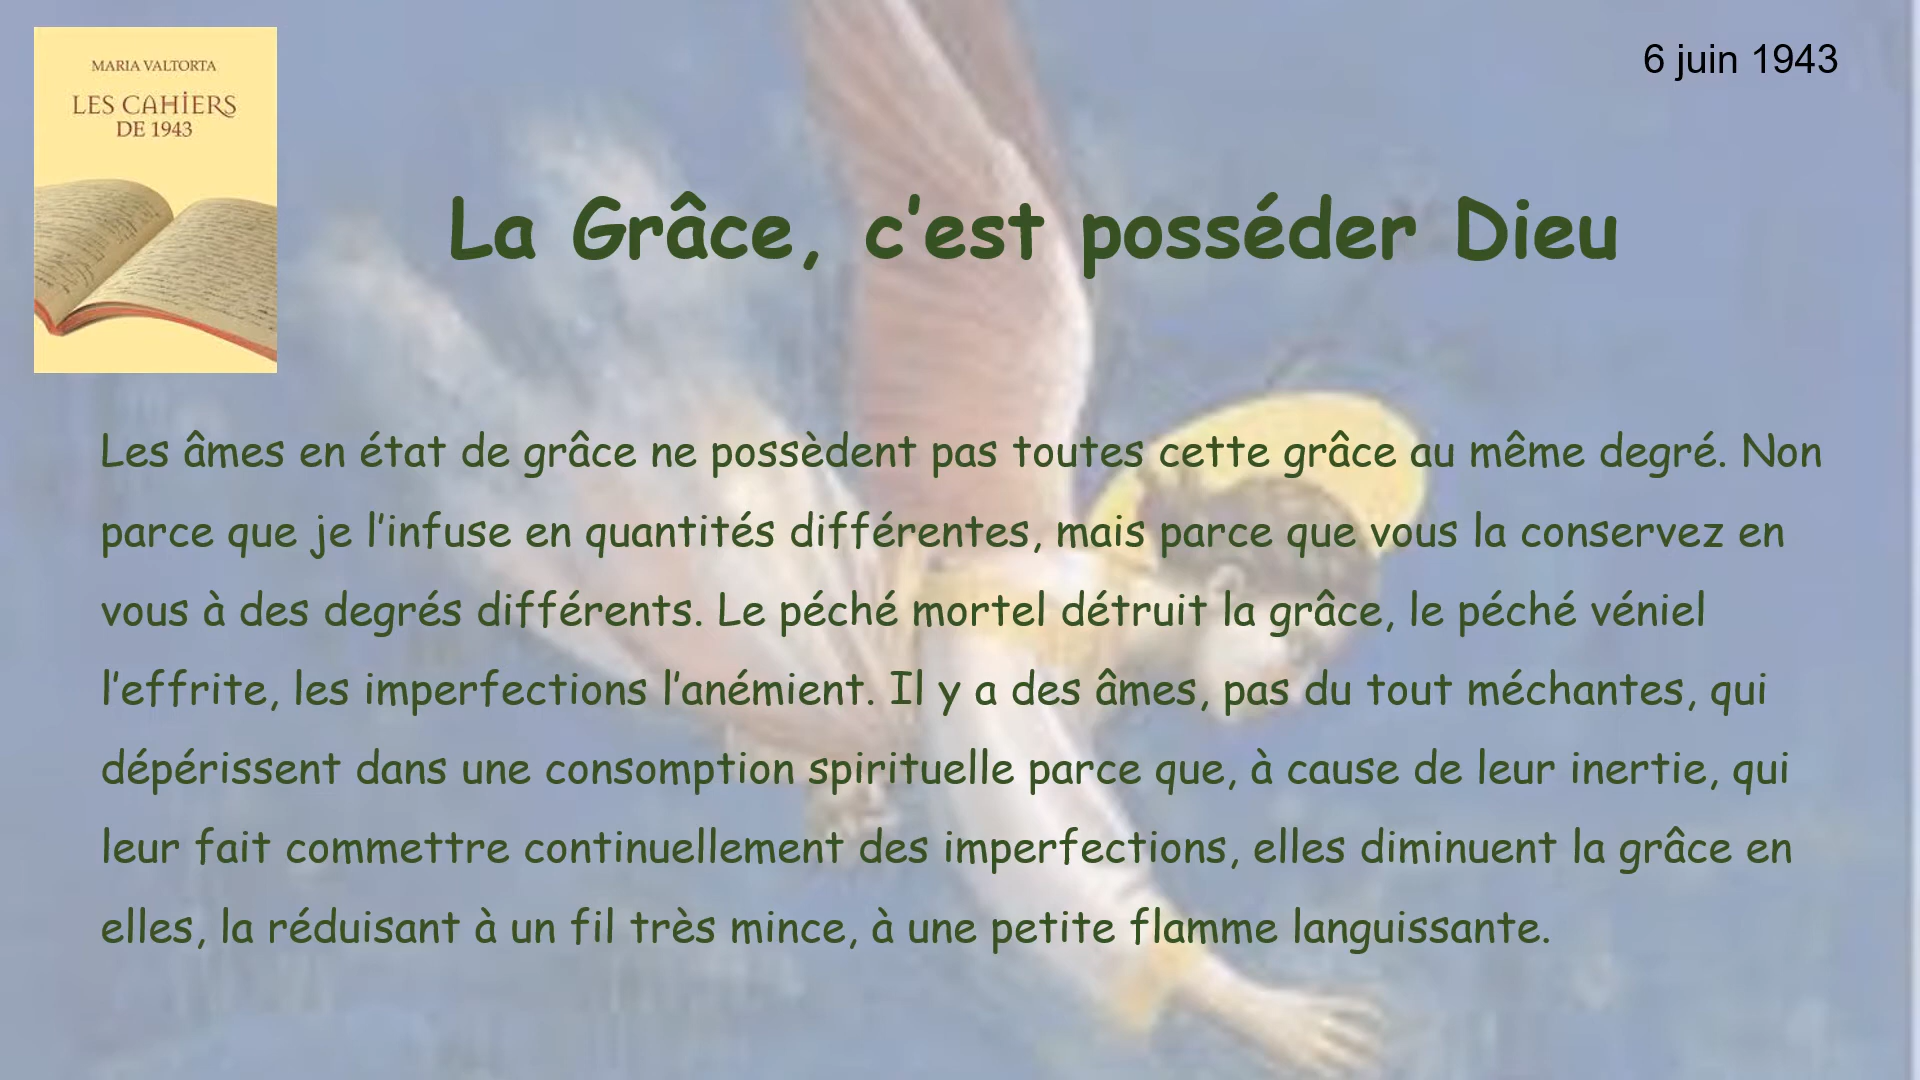 MARIA VALTORTA
LES CAHIERS
DE 1943
6 juin 1943
La Grâce, c’est posséder Dieu
Les âmes en état de grâce ne possèdent pas toutes cette grâce au même degré. Non
parce que je l’infuse en quantités différentes, mais parce que vous la conservez en
vous à des degrés différents. Le péché mortel détruit la grâce, le péché véniel
l’effrite, les imperfections l’anémient. Il y a des âmes, pas du tout méchantes, qui
dépérissent dans une consomption spirituelle parce que, à cause de leur inertie, qui
leur fait commettre continuellement des imperfections, elles diminuent la grâce en
elles, la réduisant à un fil très mince, à une petite flamme languissante.